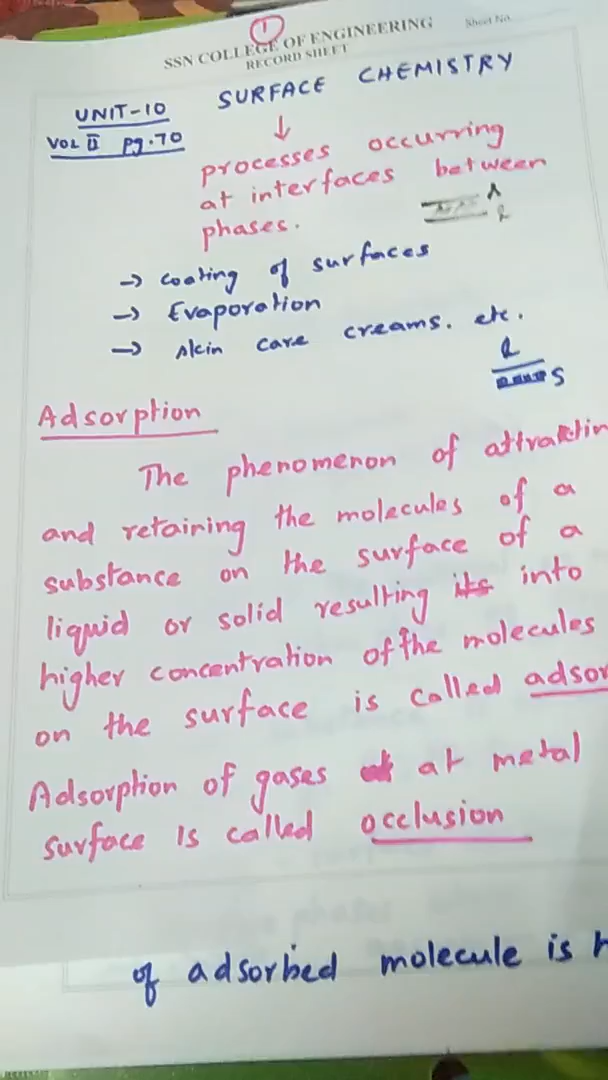 1
SSN COLLEGE OF ENGINEERING
RECORD SHEET
Sheet No.
UNIT-10
VOL II pg.70
SURFACE CHEMISTRY
processes occurring
at interfaces between
phases.
→ coating of surfaces
→ Evaporation
→ skin care creams. etc.
l
S
Adsorption
The phenomenon of attractin
and retaining the molecules of a
substance on the surface of a
liquid or solid resulting into
higher concentration of the molecules
on the surface is called adsor
Adsorption of gases at metal
surface is called occlusion
of adsorbed molecule is h